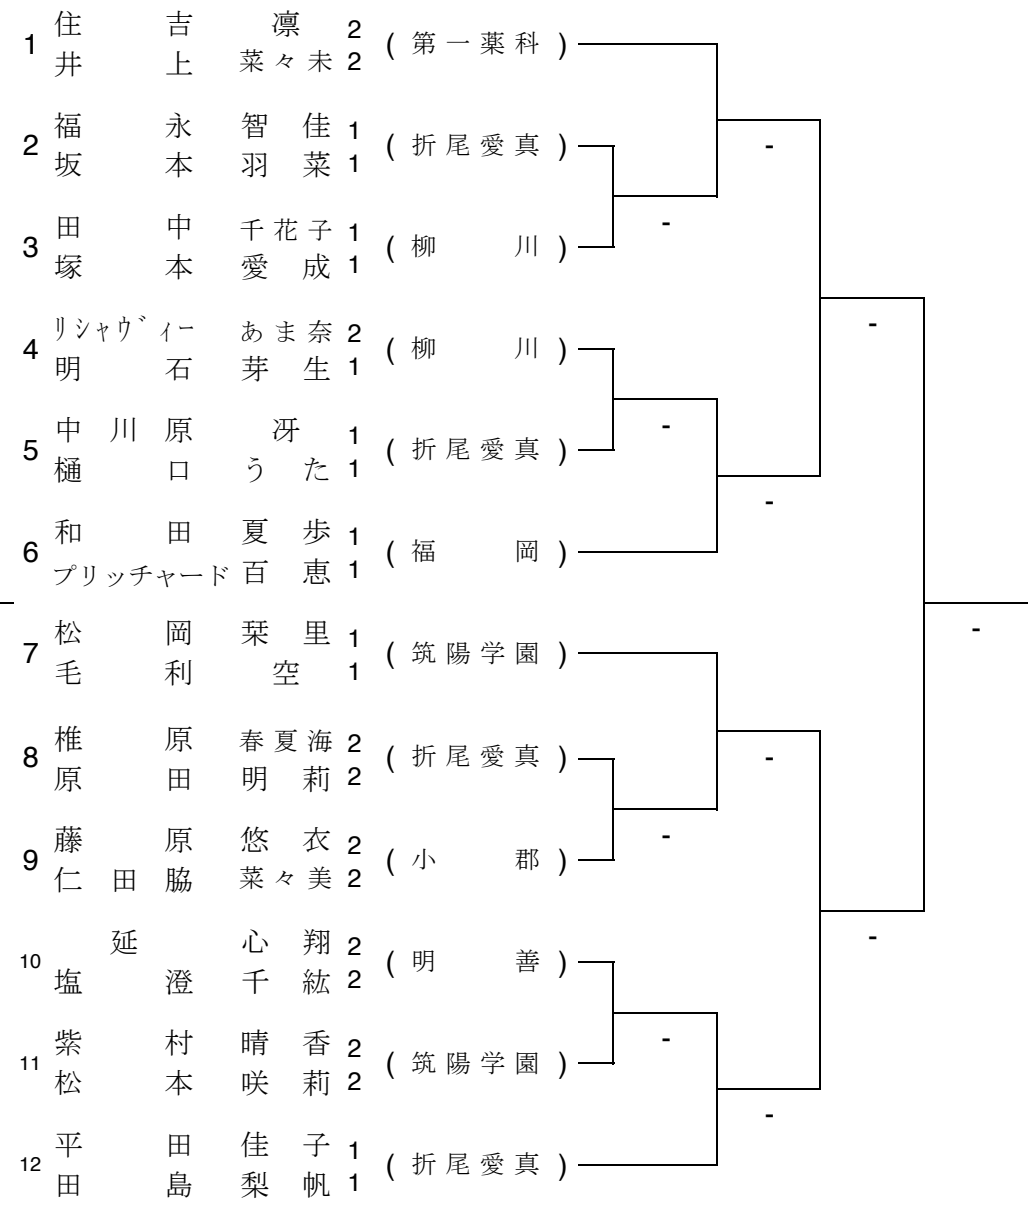 住吉 凛 2
1 (第一薬科)
井上 菜々未 2
-
福永 智佳 1
2 (折尾愛真)
坂本 羽菜 1
-
田中 千花子 1
3 (柳川)
塚本 愛成 1
-
リシャヴィー あま奈 2
4 (柳川)
明石 芽生 1
-
中川原 冴 1
5 (折尾愛真)
樋口 うた 1
-
和田 夏歩 1
6 (福岡)
プリッチャード 百恵 1
-
松岡 栞里 1
7 (筑陽学園)
毛利 空 1
-
椎原 春夏海 2
8 (折尾愛真)
原田 明莉 2
-
藤原 悠衣 2
9 (小郡)
仁田脇 菜々美 2
-
延 心翔 2
10 (明善)
塩澄 千紘 2
-
紫村 晴香 2
11 (筑陽学園)
松本 咲莉 2
-
平田 佳子 1
12 (折尾愛真)
田島 梨帆 1